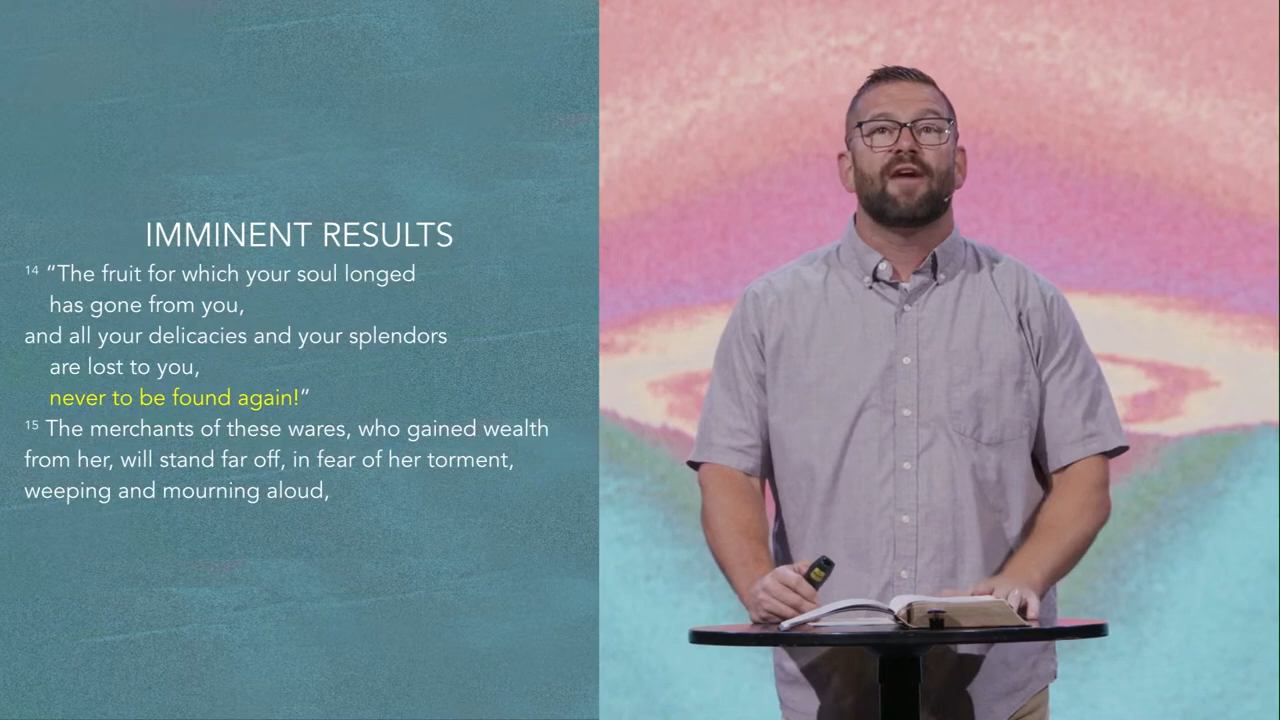 IMMINENT RESULTS
¹⁴ “The fruit for which your soul longed
has gone from you,
and all your delicacies and your splendors
are lost to you,
never to be found again!”
¹⁵ The merchants of these wares, who gained wealth
from her, will stand far off, in fear of her torment,
weeping and mourning aloud,